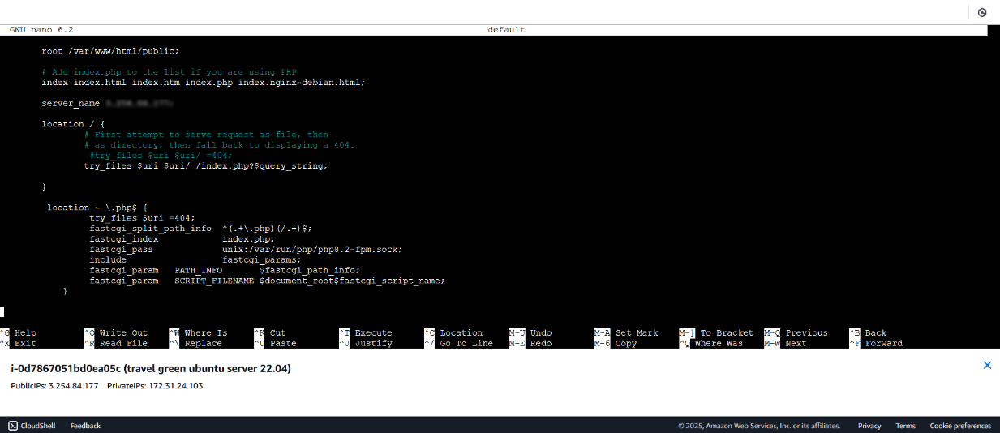 GNU nano 6.2 default
root /var/www/html/public;
# Add index.php to the list if you are using PHP
index index.html index.htm index.php index.nginx-debian.html;
server_name
location / {
# First attempt to serve request as file, then
# as directory, then fall back to displaying a 404.
#try_files $uri $uri/ =404;
try_files $uri $uri/ /index.php?$query_string;
}
location ~ \.php$ {
try_files $uri =404;
fastcgi_split_path_info ^(.+\.php)(/.+)$;
fastcgi_index index.php;
fastcgi_pass unix:/var/run/php/php8.2-fpm.sock;
include fastcgi_params;
fastcgi_param PATH_INFO $fastcgi_path_info;
fastcgi_param SCRIPT_FILENAME $document_root$fastcgi_script_name;
}
^G Help ^O Write Out ^W Where Is ^K Cut ^T Execute ^C Location M-U Undo M-A Set Mark M-] To Bracket M-Q Previous ^B Back
^X Exit ^R Read File ^\ Replace ^U Paste ^J Justify ^/ Go To Line M-E Redo M-6 Copy ^Q Where Was M-W Next ^F Forward
i-0d7867051bd0ea05c (travel green ubuntu server 22.04)
PublicIPs: 3.254.84.177 PrivateIPs: 172.31.24.103
CloudShell Feedback © 2025, Amazon Web Services, Inc. or its affiliates. Privacy Terms Cookie preferences